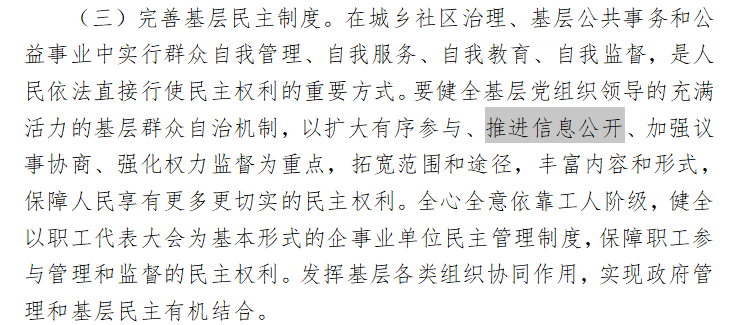 （三）完善基层民主制度。在城乡社区治理、基层公共事务和公
益事业中实行群众自我管理、自我服务、自我教育、自我监督，是人
民依法直接行使民主权利的重要方式。要健全基层党组织领导的充满
活力的基层群众自治机制，以扩大有序参与、推进信息公开、加强议
事协商、强化权力监督为重点，拓宽范围和途径，丰富内容和形式，
保障人民享有更多更切实的民主权利。全心全意依靠工人阶级，健全
以职工代表大会为基本形式的企事业单位民主管理制度，保障职工参
与管理和监督的民主权利。发挥基层各类组织协同作用，实现政府管
理和基层民主有机结合。